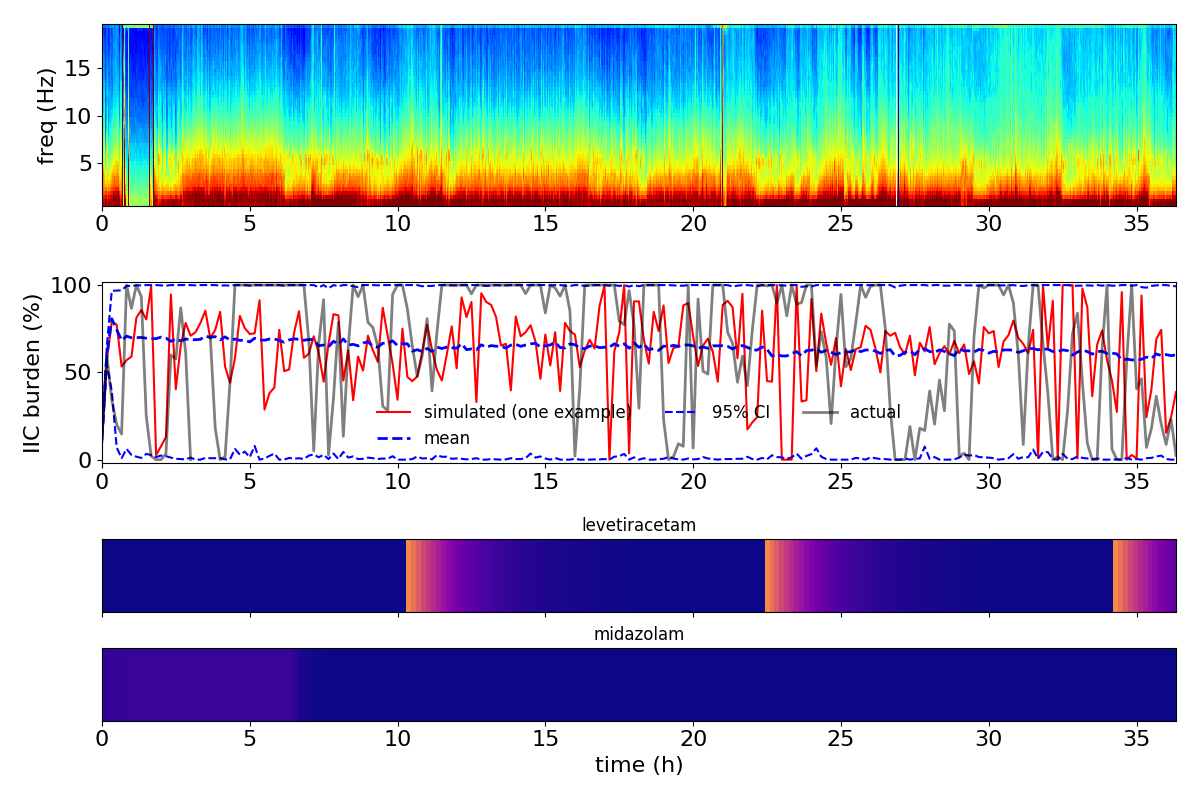 freq (Hz)
15
10
5
0 5 10 15 20 25 30 35
IIC burden (%)
100
50
0
simulated (one example) 95% CI actual
mean
0 5 10 15 20 25 30 35
levetiracetam
midazolam
0 5 10 15 20 25 30 35
time (h)